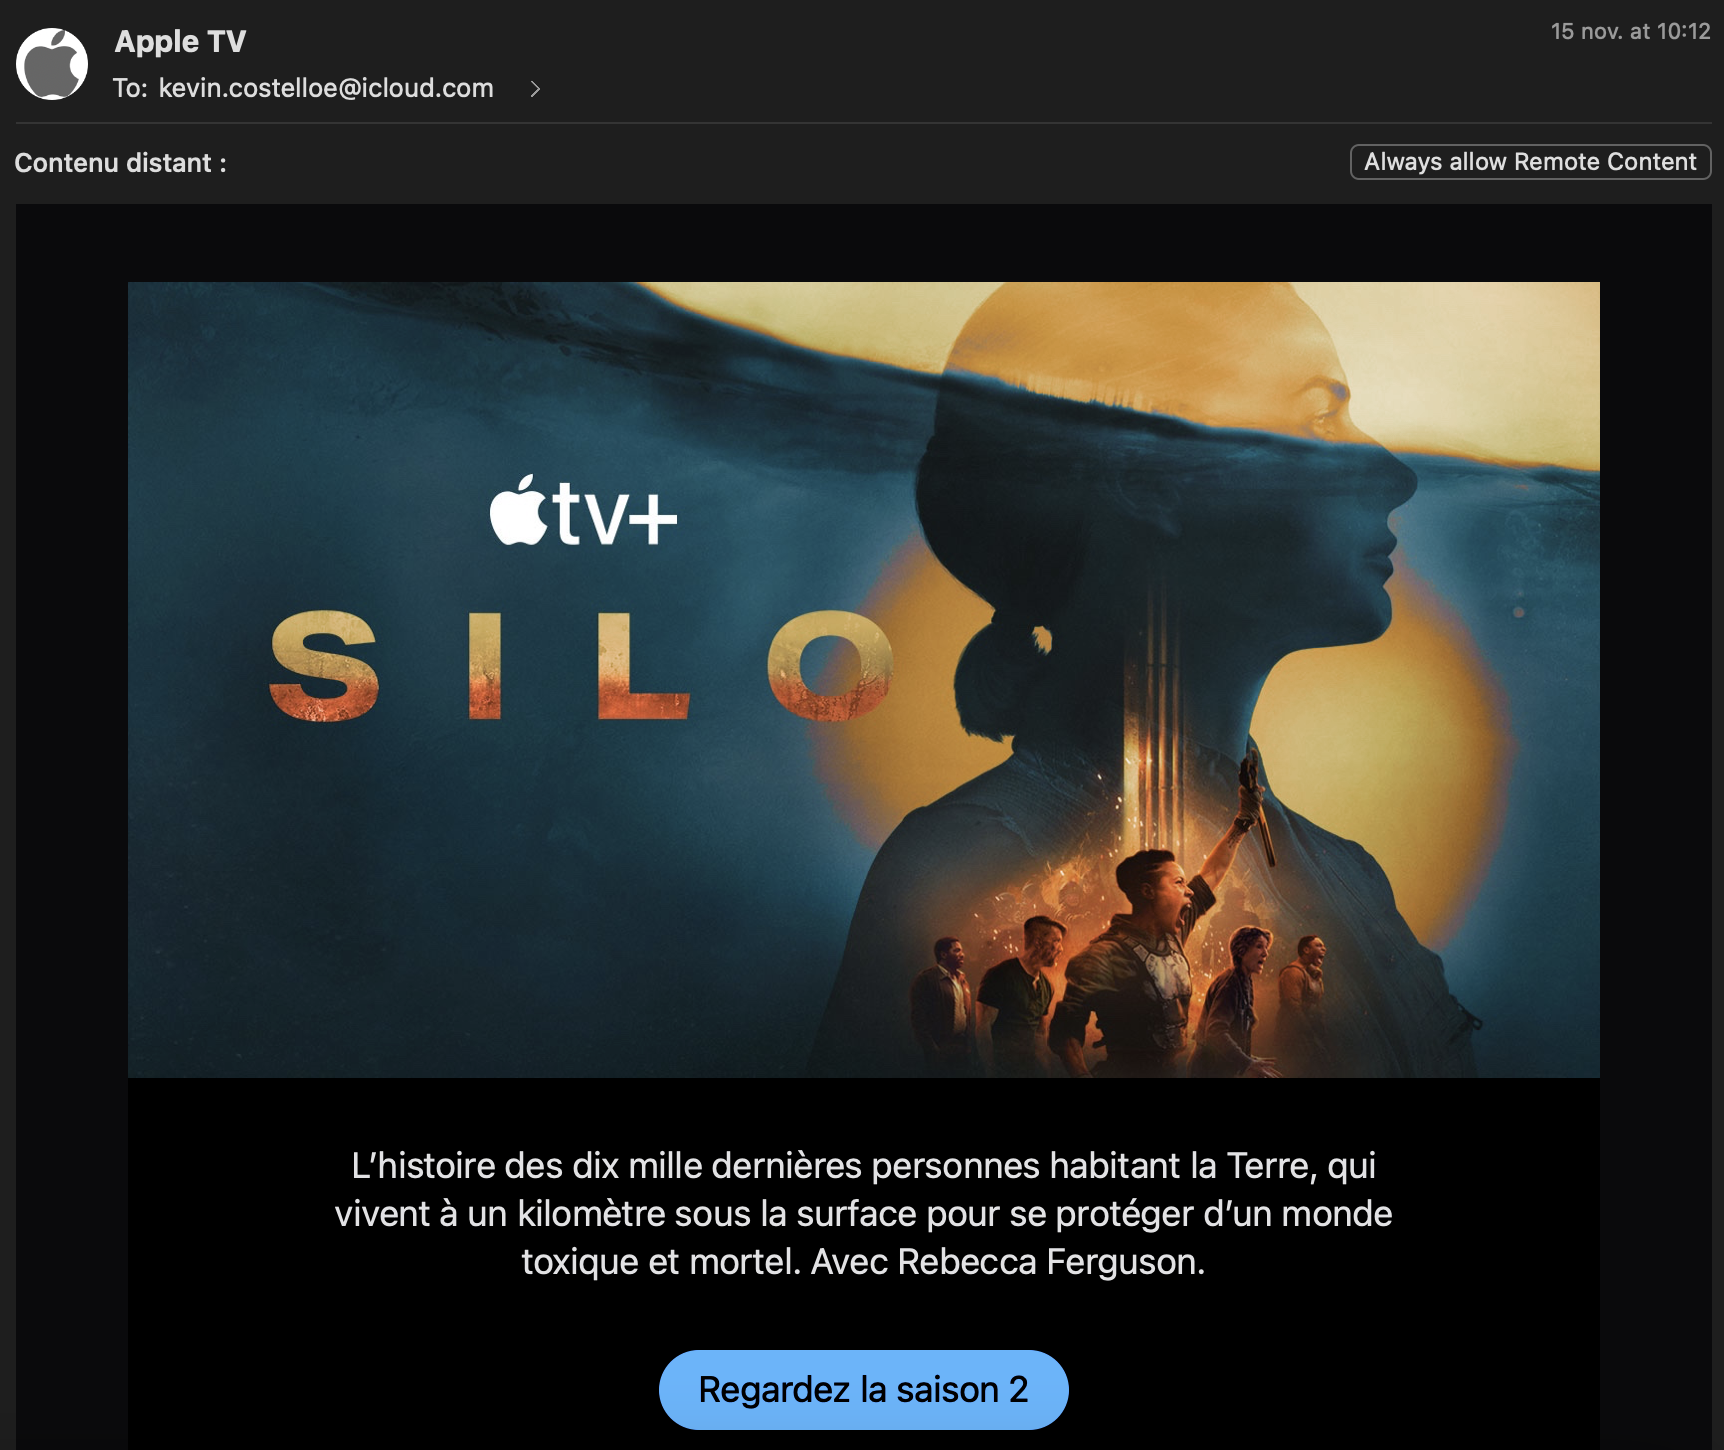 Apple TV
15 nov. at 10:12
To: kevin.costelloe@icloud.com
Contenu distant :
Always allow Remote Content
tv+
SILO
L’histoire des dix mille dernières personnes habitant la Terre, qui
vivent à un kilomètre sous la surface pour se protéger d’un monde
toxique et mortel. Avec Rebecca Ferguson.
Regardez la saison 2